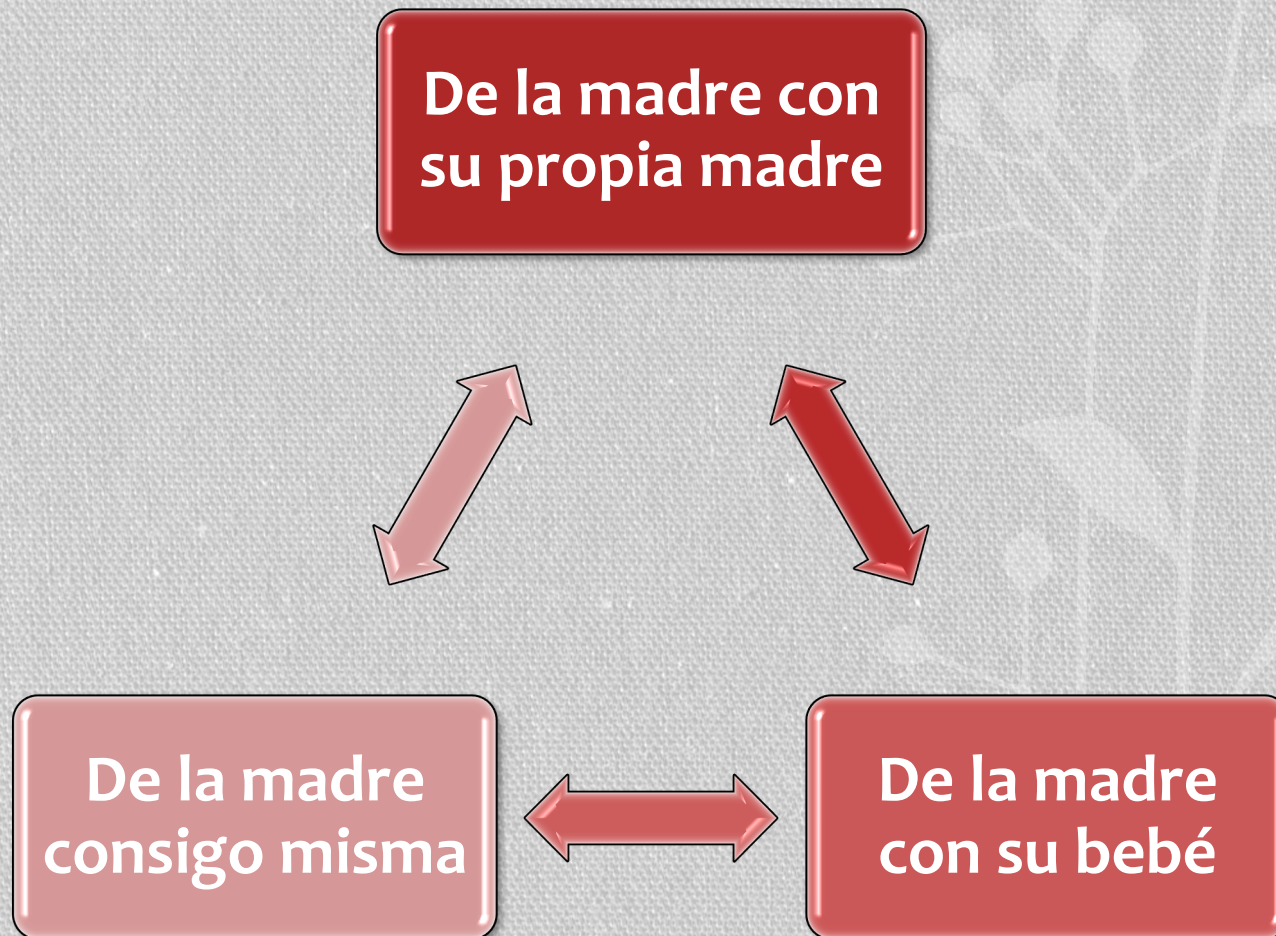 De la madre con
su propia madre
De la madre
consigo misma
De la madre
con su bebé